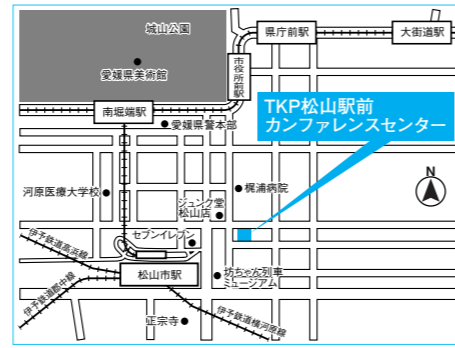 城山公園
県庁前駅
大街道駅
愛媛県美術館
市役所前駅
南堀端駅
TKP松山駅前
カンファレンスセンター
愛媛県警本部
N
河原医療大学校
梶浦病院
ジュンク堂
松山店
セブンイレブン
伊予鉄道高浜線
松山市駅
坊ちゃん列車
ミュージアム
伊予鉄道郡中線
正宗寺
伊予鉄道横河原線